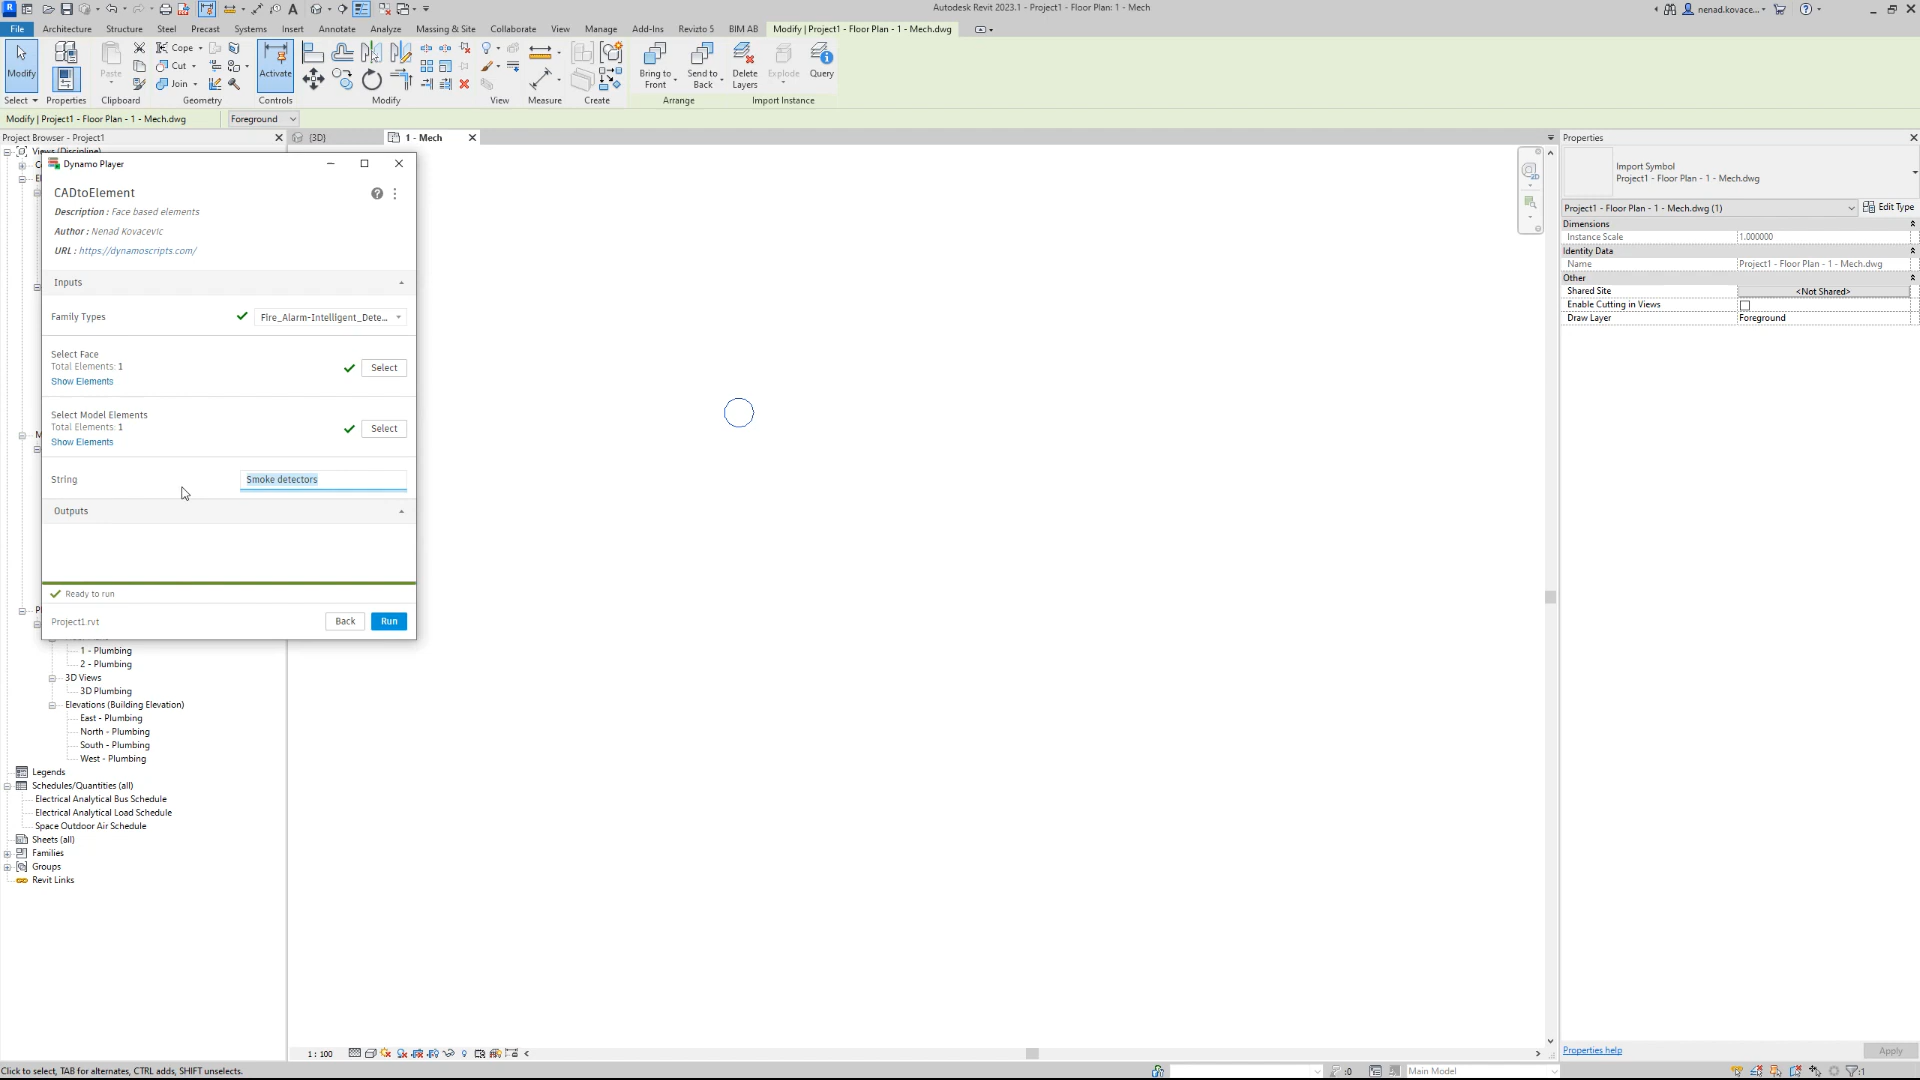 Autodesk Revit 2023.1 - Project1 - Floor Plan: 1 - Mech
nenad.kovace...
File Architecture Structure Steel Precast Systems Insert Annotate Analyze Massing & Site Collaborate View Manage Add-Ins Revizto 5 BIM AB Modify | Project1 - Floor Plan - 1 - Mech.dwg
Cope
Cut
Join
Modify
Paste
Activate
Bring to Front
Send to Back
Delete Layers
Explode
Query
Select Properties Clipboard Geometry Controls Modify View Measure Create Arrange Import Instance
Modify | Project1 - Floor Plan - 1 - Mech.dwg Foreground
Project Browser - Project1
{3D}
1 - Mech
Properties
Views (Discipline)
Dynamo Player
CADtoElement
Description : Face based elements
Author : Nenad Kovacevic
URL : https://dynamoscripts.com/
Inputs
Family Types Fire_Alarm-Intelligent_Dete...
Select Face
Total Elements: 1
Show Elements
Select
Select Model Elements
Total Elements: 1
Show Elements
Select
String Smoke detectors
Outputs
Ready to run
Project1.rvt Back Run
1 - Plumbing
2 - Plumbing
3D Views
3D Plumbing
Elevations (Building Elevation)
East - Plumbing
North - Plumbing
South - Plumbing
West - Plumbing
Legends
Schedules/Quantities (all)
Electrical Analytical Bus Schedule
Electrical Analytical Load Schedule
Space Outdoor Air Schedule
Sheets (all)
Families
Groups
Revit Links
Import Symbol
Project1 - Floor Plan - 1 - Mech.dwg
Project1 - Floor Plan - 1 - Mech.dwg (1) Edit Type
Dimensions
Instance Scale 1.000000
Identity Data
Name Project1 - Floor Plan - 1 - Mech.dwg
Other
Shared Site <Not Shared>
Enable Cutting in Views
Draw Layer Foreground
Properties help Apply
1 : 100
Click to select, TAB for alternates, CTRL adds, SHIFT unselects.
:0
Main Model
:1